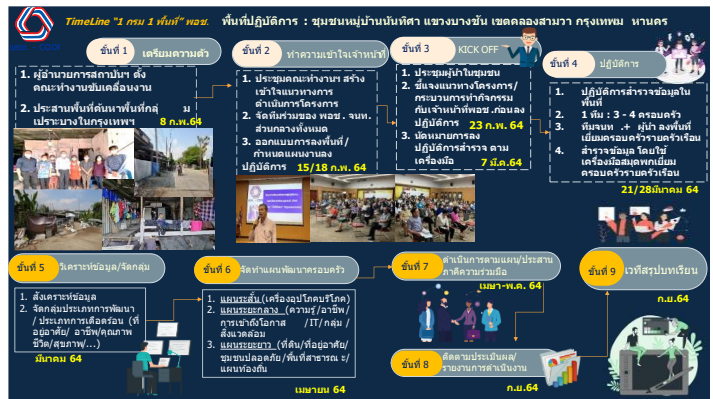 TimeLine “1 กรม 1 พื้นที่” พอช. พื้นที่ปฏิบัติการ : ชุมชนหมู่บ้านนันทิศา แขวงบางชัน เขตคลองสามวา กรุงเทพม หานคร
ขั้นที่ 1 เตรียมความตัว
1. ผู้อำนวยการสถาบันฯ ตั้ง
คณะทำงานขับเคลื่อนงาน
2. ประสานพื้นที่ค้นหาพื้นที่กลุ่ ม
เปราะบางในกรุงเทพฯ
8 ก.พ.64
ขั้นที่ 2 ทำความเข้าใจเจ้าหน้าที่
1. ประชุมคณะทำงานฯ สร้าง
เข้าใจแนวทางการ
ดำเนินการโครงการ
2. จัดทีมร่วมของ พอช. จนท.
ส่วนกลางทั้งหมด
3. ออกแบบการลงพื้นที่/
กำหนดแผนงานลง
ปฏิบัติการ 15/18 ก.พ. 64
ขั้นที่ 3 KICK OFF
1. ประชุมผู้นำในชุมชน
2. ชี้แจงแนวทางโครงการ/
กระบวนการทำกิจกรรม
กับเจ้าหน้าที่พอช.ก่อนลง
ปฏิบัติการ 23 ก.พ. 64
3. นัดหมายการลง
ปฏิบัติการสำรวจ ตาม
เครื่องมือ 7 มี.ค.64
ขั้นที่ 4 ปฏิบัติการ
1. ปฏิบัติการสำรวจข้อมูลใน
พื้นที่
2. 1 ทีม : 3 - 4 ครอบครัว
3. ทีมจนท .+ ผู้นำ ลงพื้นที่
เยี่ยมครอบครัวรายครัวเรือน
4. สำรวจข้อมูล โดยใช้
เครื่องมือสมุดพกเยี่ยม
ครอบครัวรายครัวเรือน
21/28มีนาคม 64
ขั้นที่ 5 วิเคราะห์ข้อมูล/จัดกลุ่ม
1. สังเคราะห์ข้อมูล
2. จัดกลุ่มประเภทการพัฒนา
/ ประเภทการเดือดร้อน (ที่
อยู่อาศัย/ อาชีพ/คุณภาพ
ชีวิต/สุขภาพ/...)
มีนาคม 64
ขั้นที่ 6 จัดทำแผนพัฒนาครอบครัว
1. แผนระสั้น (เครื่องอุปโภคบริโภค)
2. แผนระยะกลาง (ความรู้/อาชีพ/
การเข้าถึงโอกาส /IT/กลุ่ม /
สิ่งแวดล้อม
3. แผนระยะยาว (ที่ดิน/ที่อยู่อาศัย/
ชุมชนปลอดภัย/พื้นที่สาธารณ ะ/
แผนท้องถิ่น
เมษายน 64
ขั้นที่ 7 ดำเนินการตามแผน/ประสาน
ภาคีความร่วมมือ
เมษา-พ.ค. 64
ขั้นที่ 8 ติดตามประเมินผล/
รายงานการดำเนินงาน
ก.ย.64
ขั้นที่ 9 เวทีสรุปบทเรียน
ก.ย.64